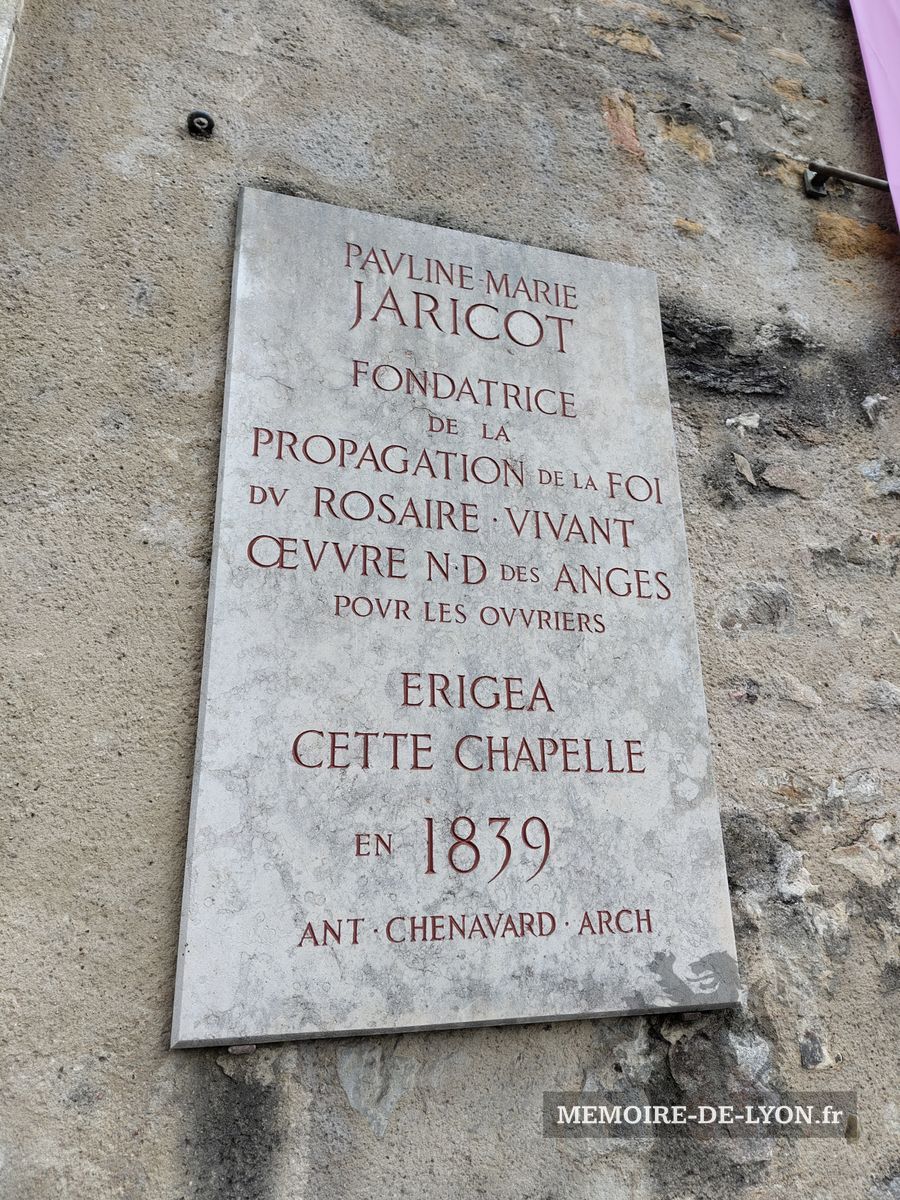 PAVLINE-MARIE
JARICOT
FONDATRICE
DE LA
PROPAGATION DE LA FOI
DV ROSAIRE · VIVANT
ŒVVRE N·D DES ANGES
POVR LES OVVRIERS
ERIGEA
CETTE CHAPELLE
EN 1839
ANT · CHENAVARD · ARCH
MEMOIRE-DE-LYON.fr